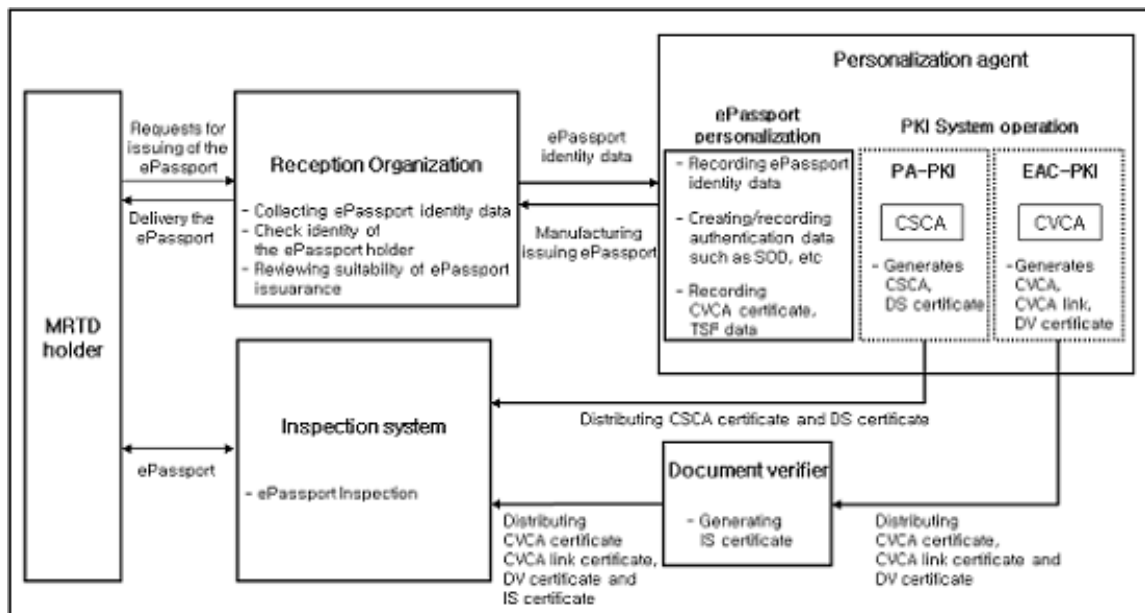 Personalization agent
MRTD
holder
Requests for
issuing of the
ePassport
Delivery the
ePassport
Reception Organization
- Collecting ePassport identity data
- Check identity of
the ePassport holder
- Reviewing suitability of ePassport
issuarance
ePassport
identity data
Manufacturing
issuing ePassport
ePassport
personalization
- Recording ePassport
identity data
- Creating/recording
authentication data
such as SOD, etc
- Recording
CVCA certificate,
TSF data
PKI System operation
PA-PKI
CSCA
- Generates
CSCA,
DS certificate
EAC-PKI
CVCA
- Generates
CVCA,
CVCA link,
DV certificate
Distributing CSCA certificate and DS certificate
ePassport
Inspection system
- ePassport Inspection
Distributing
CVCA certificate
CVCA link certificate,
DV certificate and
IS certificate
Document verifier
- Generating
IS certificate
Distributing
CVCA certificate,
CVCA link certificate and
DV certificate